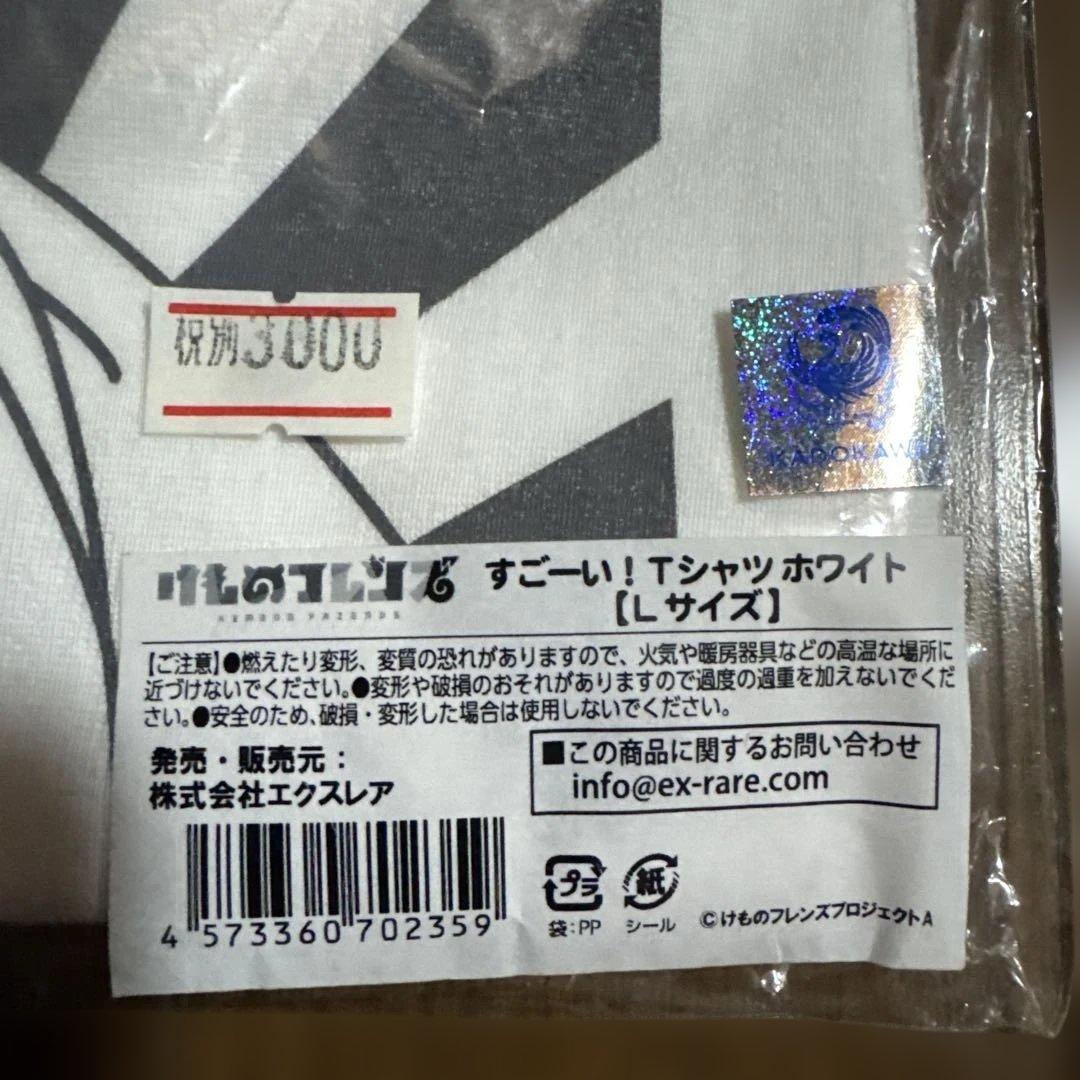 税別3000
KADOKAWA
けものフレンズ
KEMONO FRIENDS
すごーい!Tシャツ ホワイト
【Lサイズ】
【ご注意】●燃えたり変形、変質の恐れがありますので、火気や暖房器具などの高温な場所に
近づけないでください。●変形や破損のおそれがありますので過度の過重を加えないでくだ
さい。●安全のため、破損・変形した場合は使用しないでください。
発売・販売元:
株式会社エクスレア
■この商品に関するお問い合わせ
info@ex-rare.com
4 573360 702359
プラ
袋:PP
紙
シール
©けものフレンズプロジェクトA